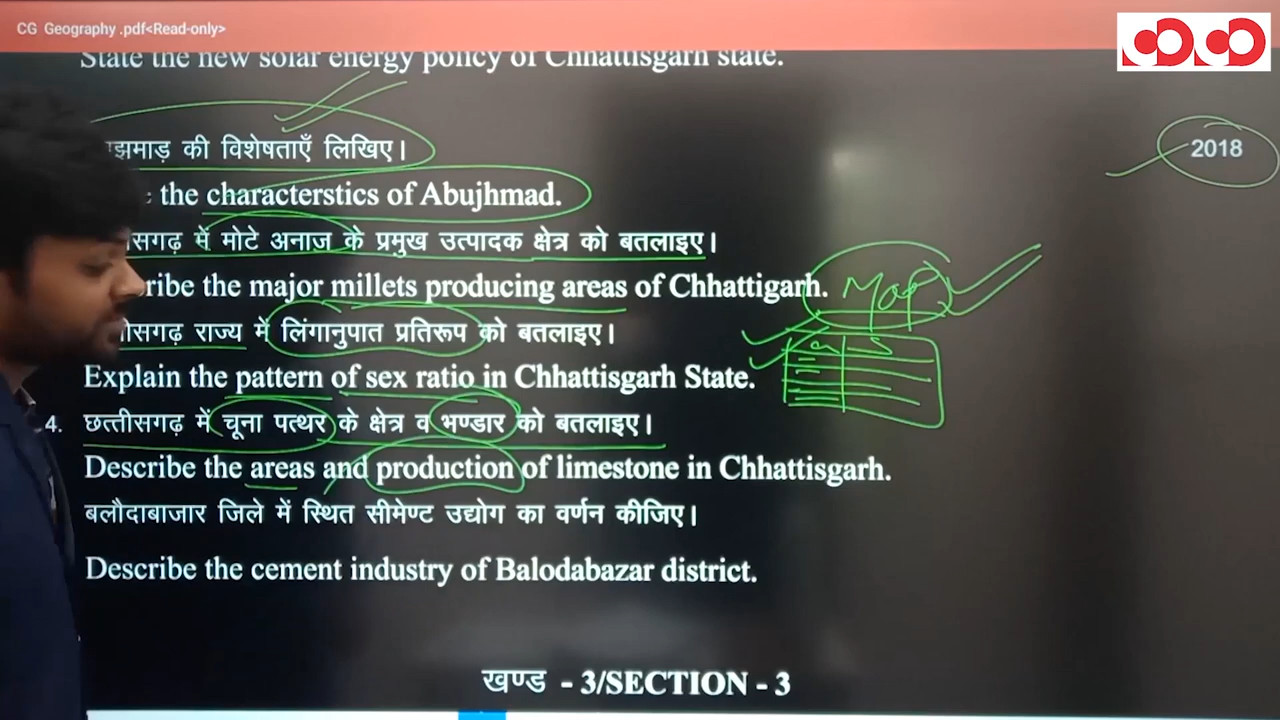 CG Geography .pdf<Read-only>
State the new solar energy policy of Chhattisgarh state.
की विशेषताएँ लिखिए।
2018
the characterstics of Abujhmad.
में मोटे अनाज के प्रमुख उत्पादक क्षेत्र को बतलाइए।
the major millets producing areas of Chhattigarh.
Map
राज्य में लिंगानुपात प्रतिरूप को बतलाइए।
Explain the pattern of sex ratio in Chhattisgarh State.
4. छत्तीसगढ़ में चूना पत्थर के क्षेत्र व भण्डार को बतलाइए।
Describe the areas and production of limestone in Chhattisgarh.
बलौदाबाजार जिले में स्थित सीमेण्ट उद्योग का वर्णन कीजिए।
Describe the cement industry of Balodabazar district.
खण्ड - 3/SECTION - 3